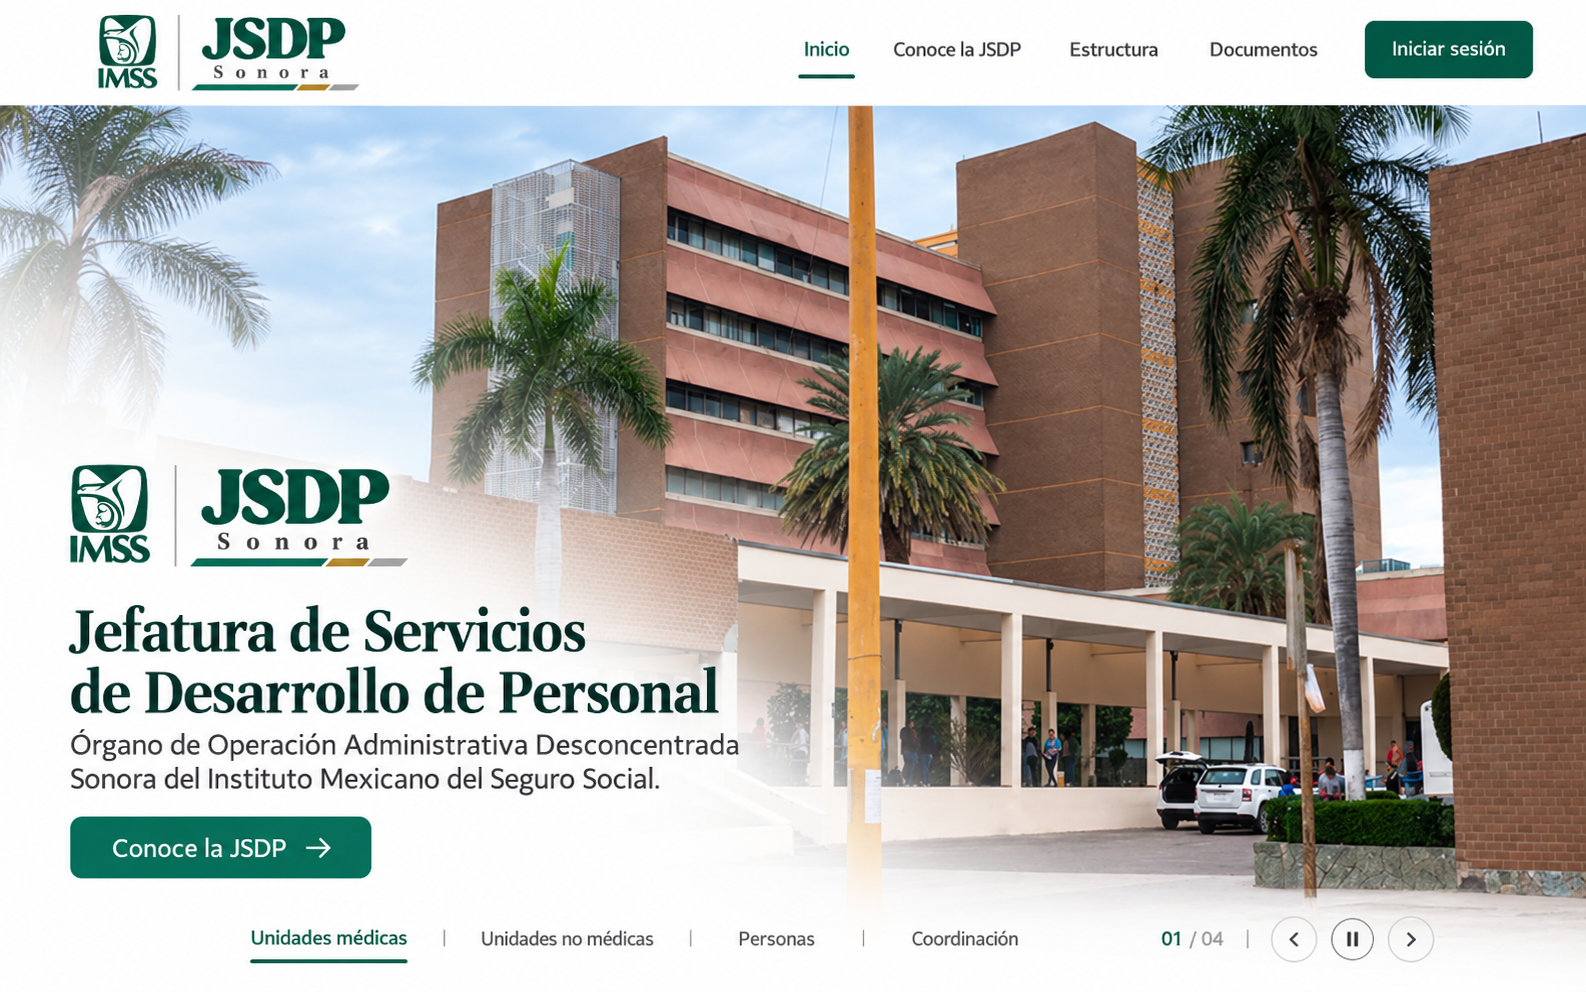 IMSS
JSDP
Sonora
Inicio
Conoce la JSDP
Estructura
Documentos
Iniciar sesión
IMSS
JSDP
Sonora
Jefatura de Servicios
de Desarrollo de Personal
Órgano de Operación Administrativa Desconcentrada
Sonora del Instituto Mexicano del Seguro Social.
Conoce la JSDP →
Unidades médicas
Unidades no médicas
Personas
Coordinación
01 / 04